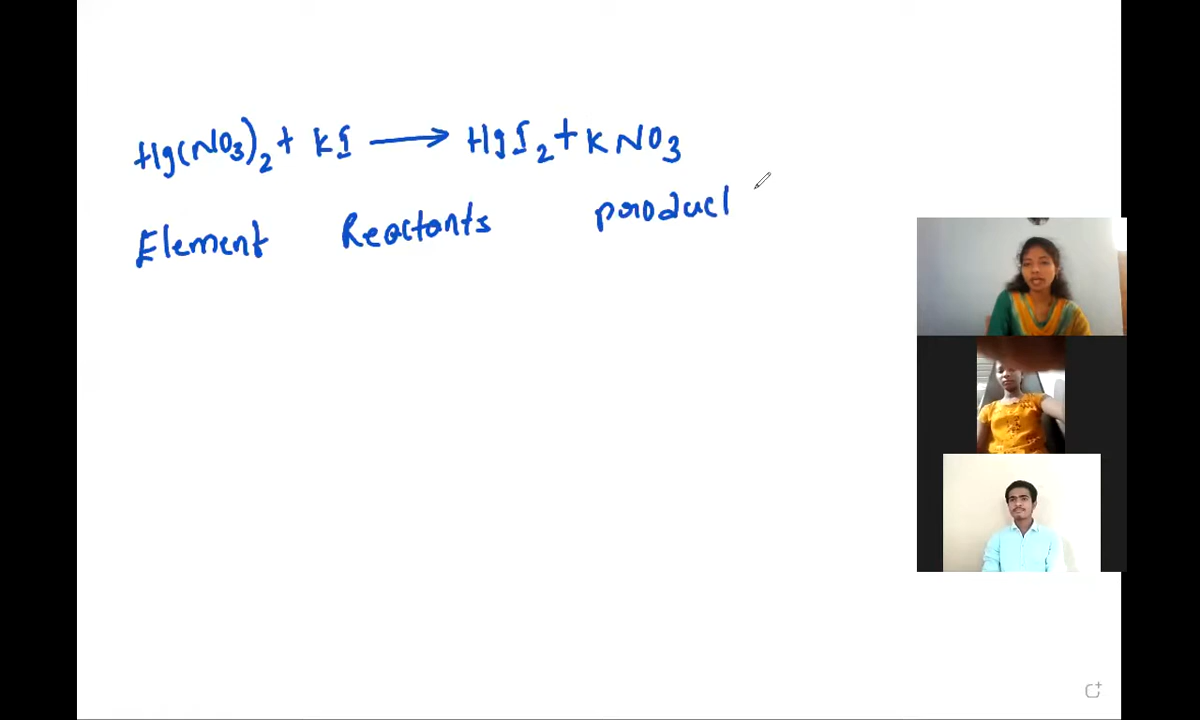 Hg(NO3)2 + KI ⟶ HgI2 + KNO3
Element Reactants product